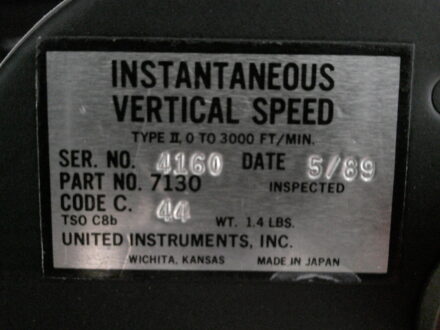 INSTANTANEOUS
VERTICAL SPEED
TYPE II, 0 TO 3000 FT/MIN.
SER. NO. 4160 DATE 5/89
PART NO. 7130 INSPECTED
CODE C. 44
TSO C8b WT. 1.4 LBS.
UNITED INSTRUMENTS, INC.
WICHITA, KANSAS MADE IN JAPAN